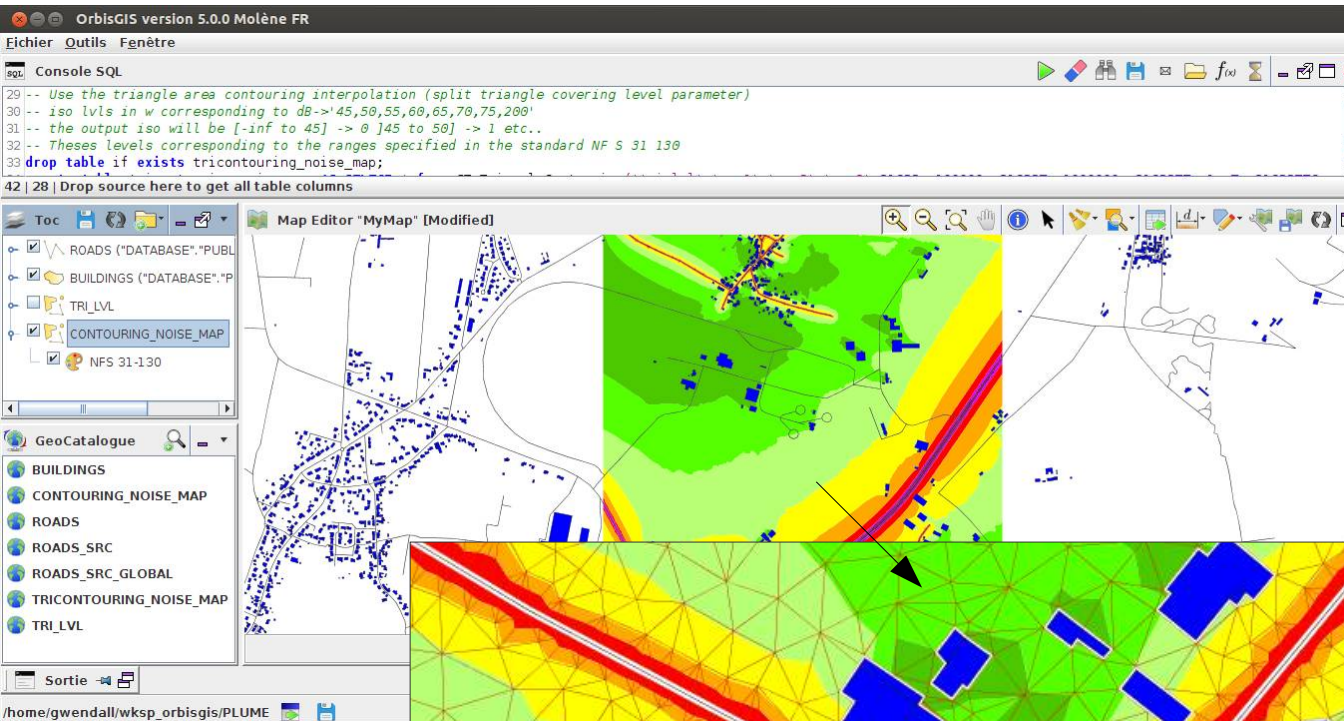 OrbisGIS version 5.0.0 Molène FR
Fichier Outils Fenêtre
SQL Console SQL f(x)
29 -- Use the triangle area contouring interpolation (split triangle covering level parameter)
30 -- iso lvls in w corresponding to dB->'45,50,55,60,65,70,75,200'
31 -- the output iso will be [-inf to 45] -> 0 ]45 to 50] -> 1 etc..
32 -- Theses levels corresponding to the ranges specified in the standard NF S 31 130
33 drop table if exists tricontouring_noise_map;
42 | 28 | Drop source here to get all table columns
Toc
Map Editor "MyMap" [Modified]
ROADS ("DATABASE"."PUBL
BUILDINGS ("DATABASE"."P
TRI_LVL
CONTOURING_NOISE_MAP
NFS 31-130
GeoCatalogue
BUILDINGS
CONTOURING_NOISE_MAP
ROADS
ROADS_SRC
ROADS_SRC_GLOBAL
TRICONTOURING_NOISE_MAP
TRI_LVL
Sortie
/home/gwendall/wksp_orbisgis/PLUME